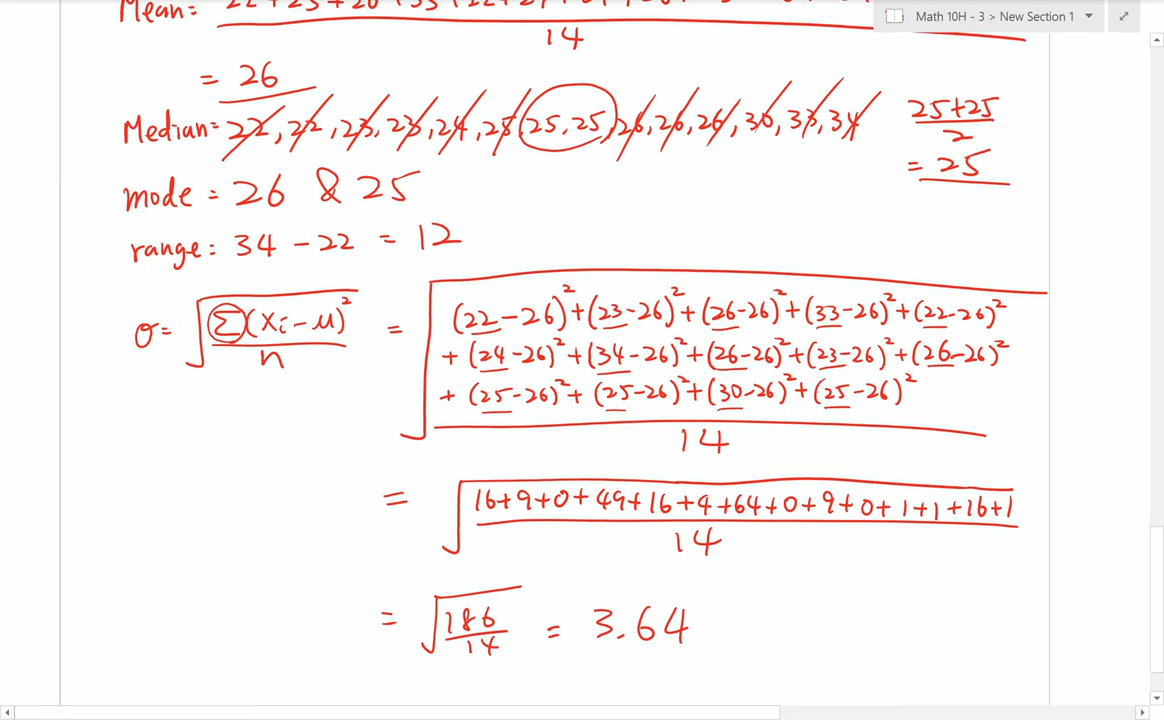 Math 10H - 3 > New Section 1
Mean=
14
= 26
Median= 22, 22, 23, 23, 24, 25, 25, 25, 26, 26, 26, 30, 33, 34
25+25
2
= 25
mode = 26 & 25
range: 34 - 22 = 12
σ= √ Σ(xi-μ)² / n = √ (22-26)²+(23-26)²+(26-26)²+(33-26)²+(22-26)²
+ (24-26)²+(34-26)²+(26-26)²+(23-26)²+(26-26)²
+ (25-26)²+ (25-26)²+(30-26)²+(25-26)²
14
= √ 16+9+0+49+16+4+64+0+9+0+1+1+16+1
14
= √ 186/14 = 3.64